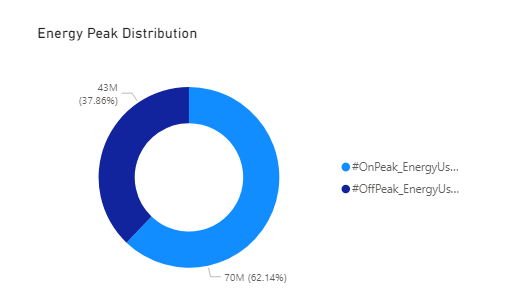 Energy Peak Distribution
43M
(37.86%)
#OnPeak_EnergyUs...
#OffPeak_EnergyUs...
70M (62.14%)